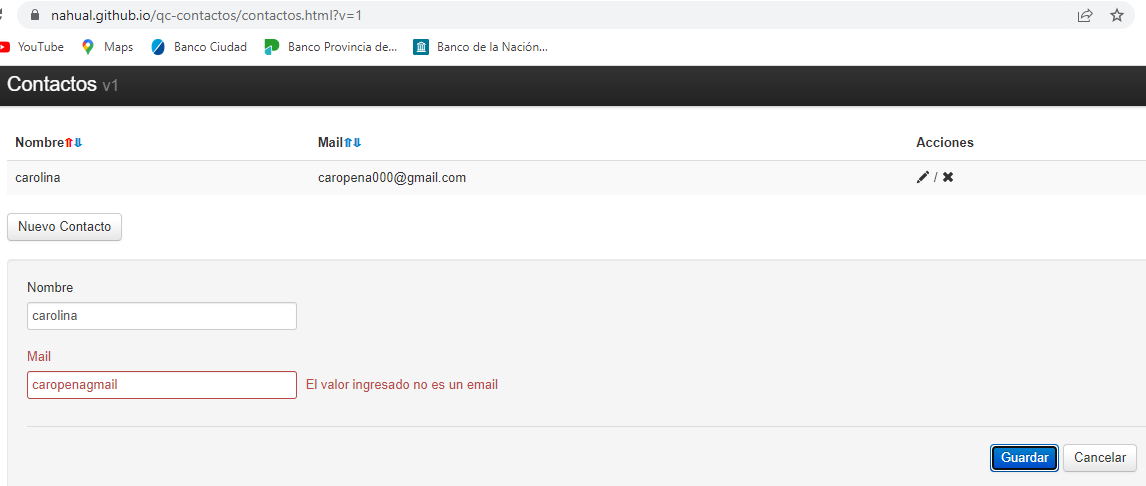 nahual.github.io/qc-contactos/contactos.html?v=1
YouTube Maps Banco Ciudad Banco Provincia de... Banco de la Nación...
Contactos v1
Nombre⇑⇓ Mail⇑⇓ Acciones
carolina caropena000@gmail.com /
Nuevo Contacto
Nombre
carolina
Mail
caropenagmail El valor ingresado no es un email
Guardar Cancelar